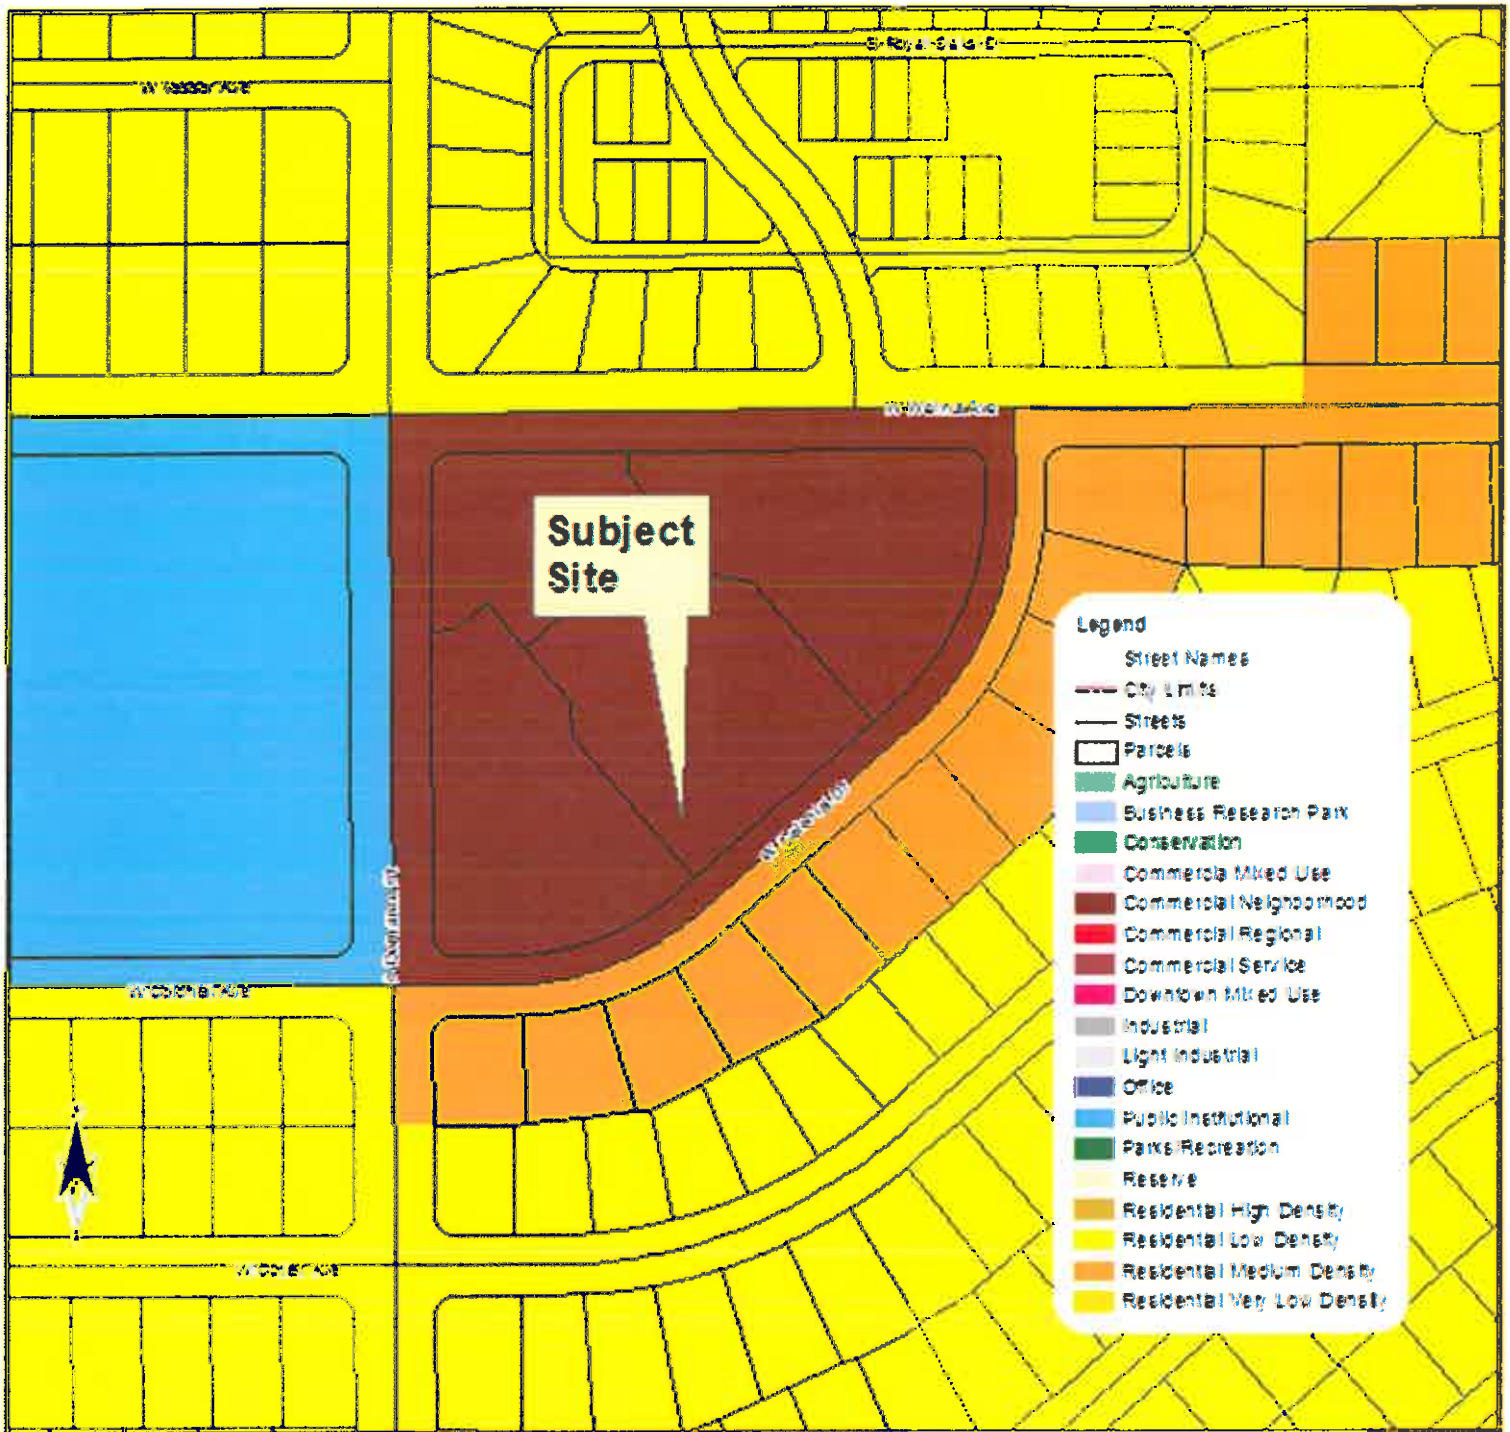 W Vassar Ave
Subject
Site
Legend
Street Names
City Limits
Streets
Parcels
Agriculture
Business Research Park
Conservation
Commercial Mixed Use
Commercial Neighborhood
Commercial Regional
Commercial Service
Downtown Mixed Use
Industrial
Light Industrial
Office
Public Institutional
Parks/Recreation
Reserve
Residential High Density
Residential Low Density
Residential Medium Density
Residential Very Low Density